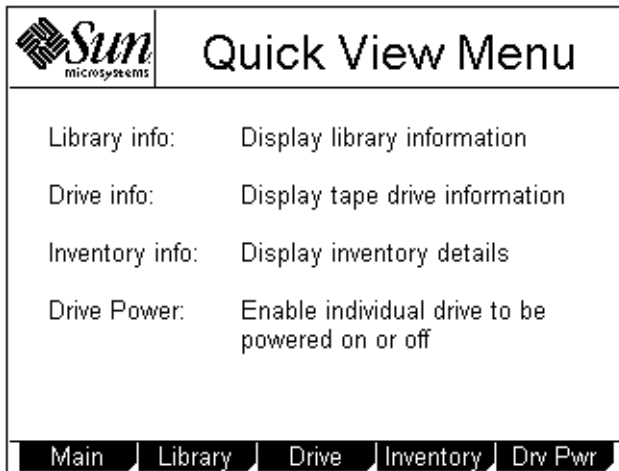 Sun
microsystems
Quick View Menu
Library info: Display library information
Drive info: Display tape drive information
Inventory info: Display inventory details
Drive Power: Enable individual drive to be
powered on or off
Main Library Drive Inventory Drv Pwr